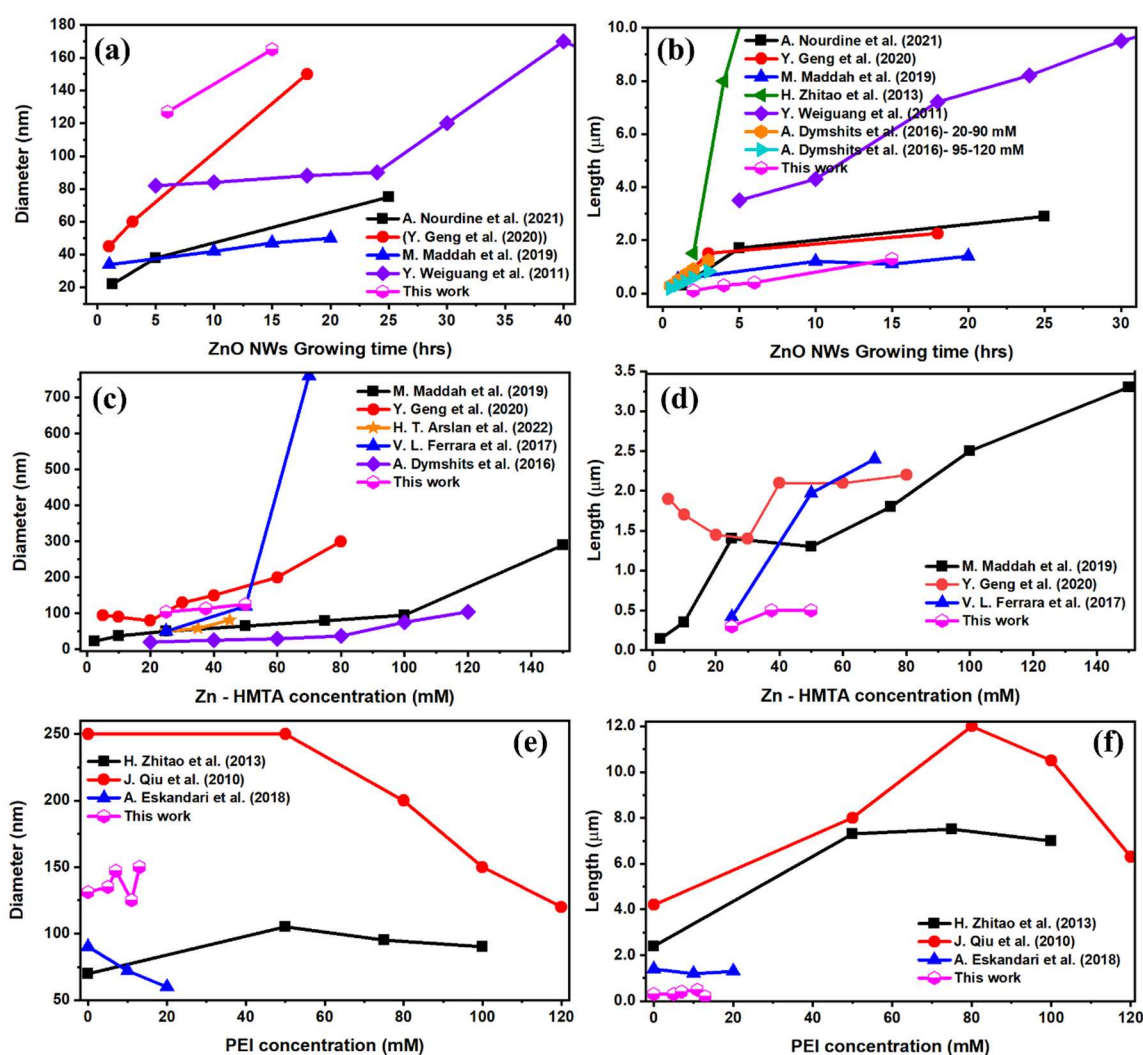 (a)
180
160
140
120
100
80
60
40
20
Diameter (nm)
A. Nourdine et al. (2021)
(Y. Geng et al. (2020))
M. Maddah et al. (2019)
Y. Weiguang et al. (2011)
This work
0 5 10 15 20 25 30 35 40
ZnO NWs Growing time (hrs)
(b)
10.0
8.0
6.0
4.0
2.0
0.0
Length (μm)
A. Nourdine et al. (2021)
Y. Geng et al. (2020)
M. Maddah et al. (2019)
H. Zhitao et al. (2013)
Y. Weiguang et al. (2011)
A. Dymshits et al. (2016)- 20-90 mM
A. Dymshits et al. (2016)- 95-120 mM
This work
0 5 10 15 20 25 30
ZnO NWs Growing time (hrs)
(c)
700
600
500
400
300
200
100
0
Diameter (nm)
M. Maddah et al. (2019)
Y. Geng et al. (2020)
H. T. Arslan et al. (2022)
V. L. Ferrara et al. (2017)
A. Dymshits et al. (2016)
This work
0 20 40 60 80 100 120 140
Zn - HMTA concentration (mM)
(d)
3.5
3.0
2.5
2.0
1.5
1.0
0.5
0.0
Length (μm)
M. Maddah et al. (2019)
Y. Geng et al. (2020)
V. L. Ferrara et al. (2017)
This work
0 20 40 60 80 100 120 140
Zn - HMTA concentration (mM)
(e)
250
200
150
100
50
Diameter (nm)
H. Zhitao et al. (2013)
J. Qiu et al. (2010)
A. Eskandari et al. (2018)
This work
0 20 40 60 80 100 120
PEI concentration (mM)
(f)
12.0
10.0
8.0
6.0
4.0
2.0
0.0
Length (μm)
H. Zhitao et al. (2013)
J. Qiu et al. (2010)
A. Eskandari et al. (2018)
This work
0 20 40 60 80 100 120
PEI concentration (mM)